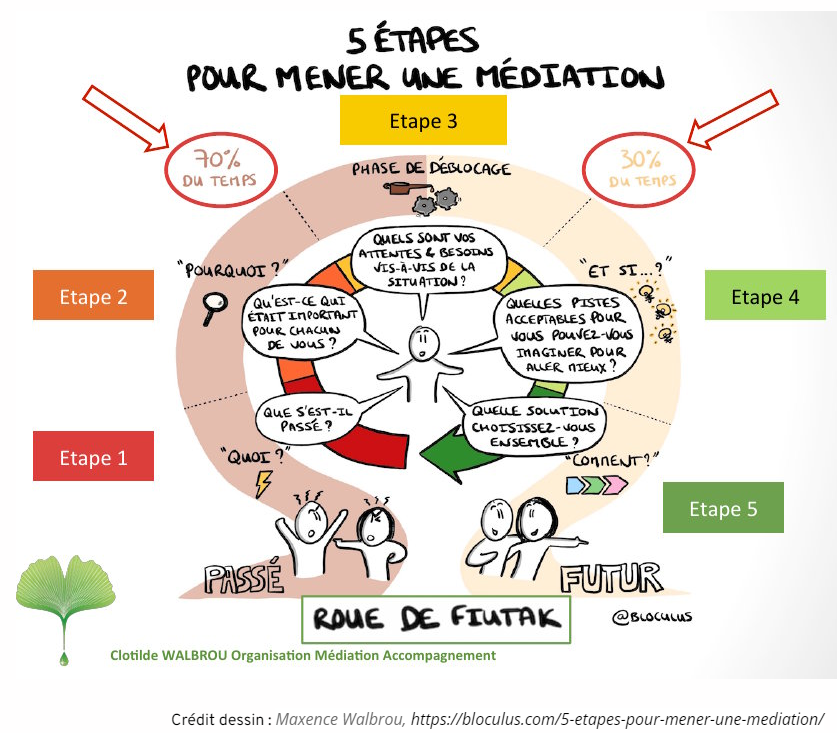 5 ÉTAPES
POUR MENER UNE MÉDIATION
Etape 3
70%
DU TEMPS
30%
DU TEMPS
PHASE DE DÉBLOCAGE
QUELS SONT VOS
ATTENTES & BESOINS
VIS-À-VIS DE LA
SITUATION ?
"POURQUOI ?"
Etape 2
QU'EST-CE QUI
ÉTAIT IMPORTANT
POUR CHACUN
DE VOUS ?
"ET SI...?"
Etape 4
QUELLES PISTES
ACCEPTABLES POUR
VOUS POUVEZ-VOUS
IMAGINER POUR
ALLER MIEUX ?
Etape 1
QUE S'EST-IL
PASSÉ ?
"QUOI ?"
QUELLE SOLUTION
CHOISISSEZ-VOUS
ENSEMBLE ?
"COMMENT ?"
Etape 5
PASSÉ
FUTUR
ROUE DE FIUTAK
@BLOCULUS
Clotilde WALBROU Organisation Médiation Accompagnement
Crédit dessin : Maxence Walbrou, https://bloculus.com/5-etapes-pour-mener-une-mediation/